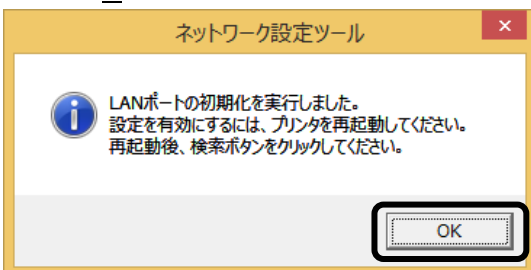 ネットワーク設定ツール
LANポートの初期化を実行しました。
設定を有効にするには、プリンタを再起動してください。
再起動後、検索ボタンをクリックしてください。
OK